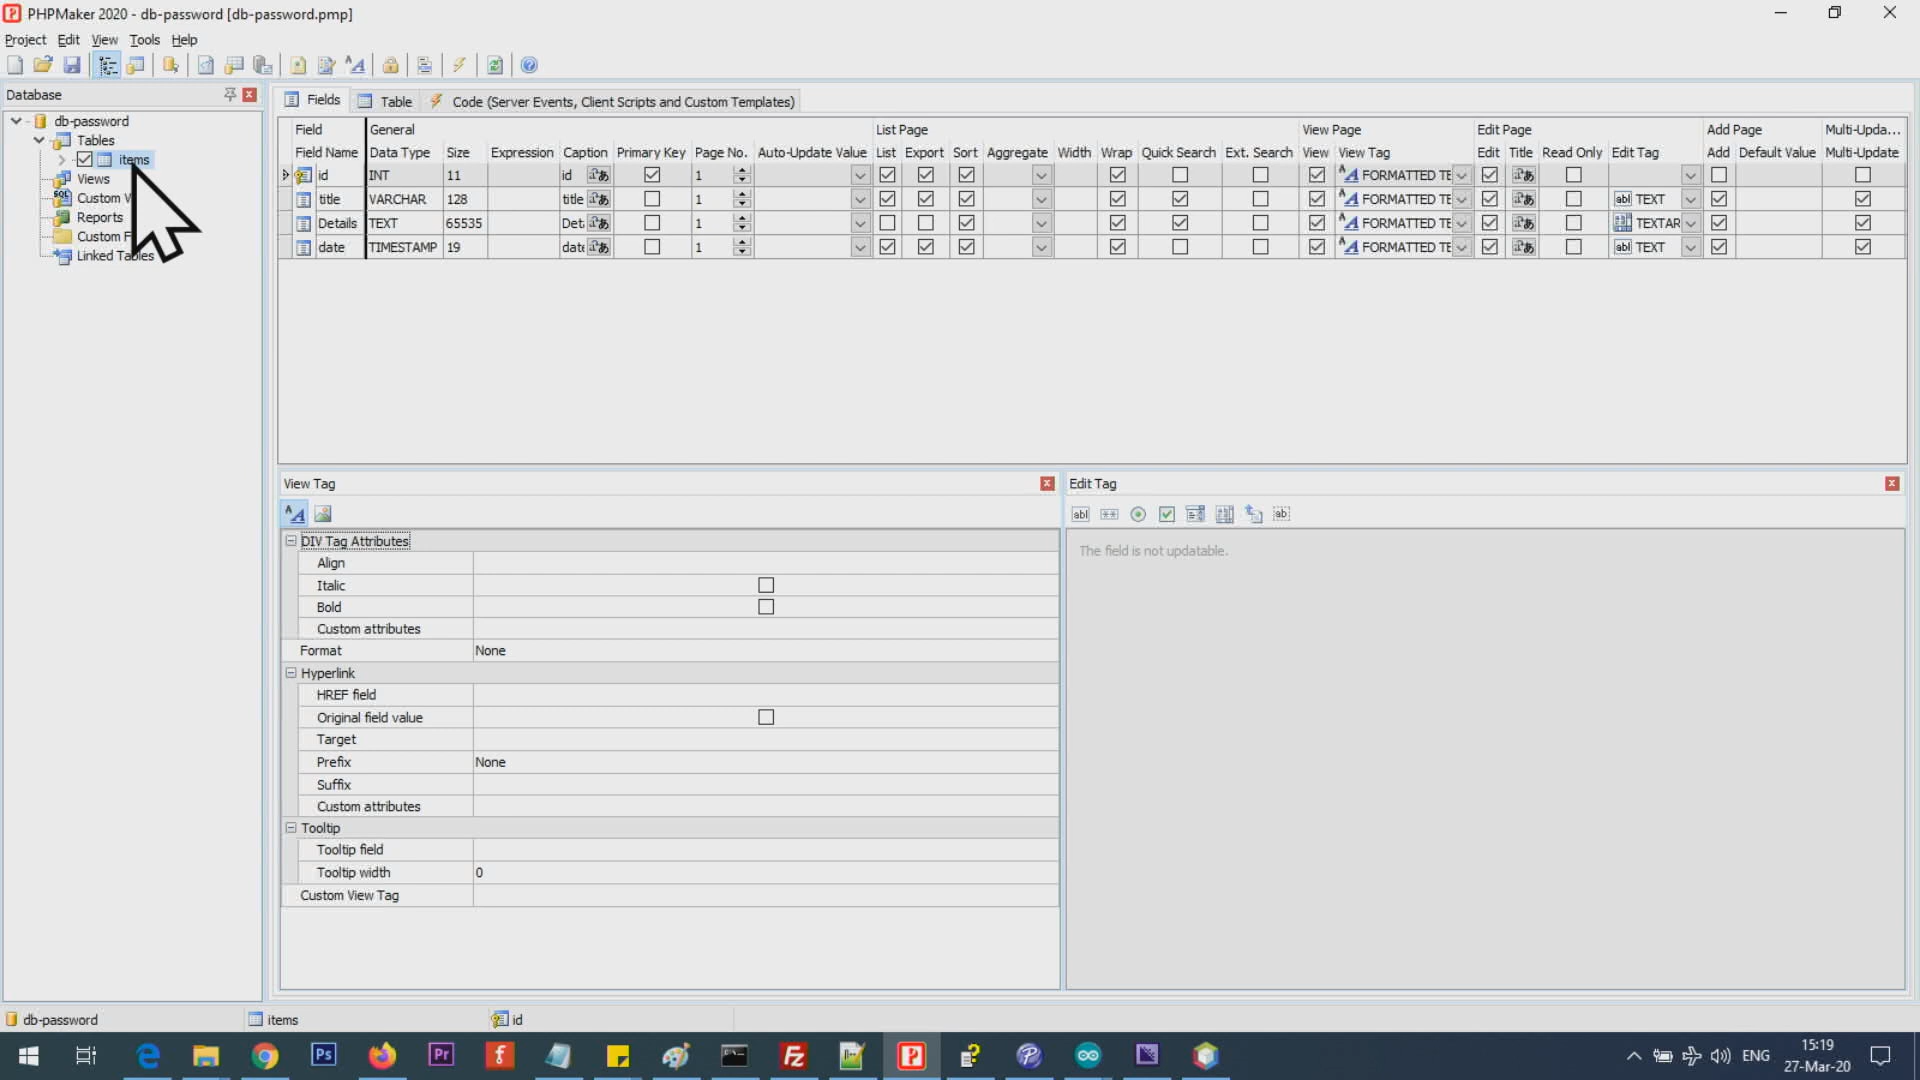 PHPMaker 2020 - db-password [db-password.pmp]
Project Edit View Tools Help
Database
db-password
Tables
items
Views
Custom V
Reports
Custom F
Linked Tables
Fields Table Code (Server Events, Client Scripts and Custom Templates)
Field General List Page View Page Edit Page Add Page Multi-Upda...
Field Name Data Type Size Expression Caption Primary Key Page No. Auto-Update Value List Export Sort Aggregate Width Wrap Quick Search Ext. Search View View Tag Edit Title Read Only Edit Tag Add Default Value Multi-Update
id INT 11 id 1 FORMATTED TE
title VARCHAR 128 title 1 FORMATTED TE TEXT
Details TEXT 65535 Det 1 FORMATTED TE TEXTAR
date TIMESTAMP 19 date 1 FORMATTED TE TEXT
View Tag
DIV Tag Attributes
Align
Italic
Bold
Custom attributes
Format None
Hyperlink
HREF field
Original field value
Target
Prefix None
Suffix
Custom attributes
Tooltip
Tooltip field
Tooltip width 0
Custom View Tag
Edit Tag
The field is not updatable.
db-password items id
ENG
15:19
27-Mar-20